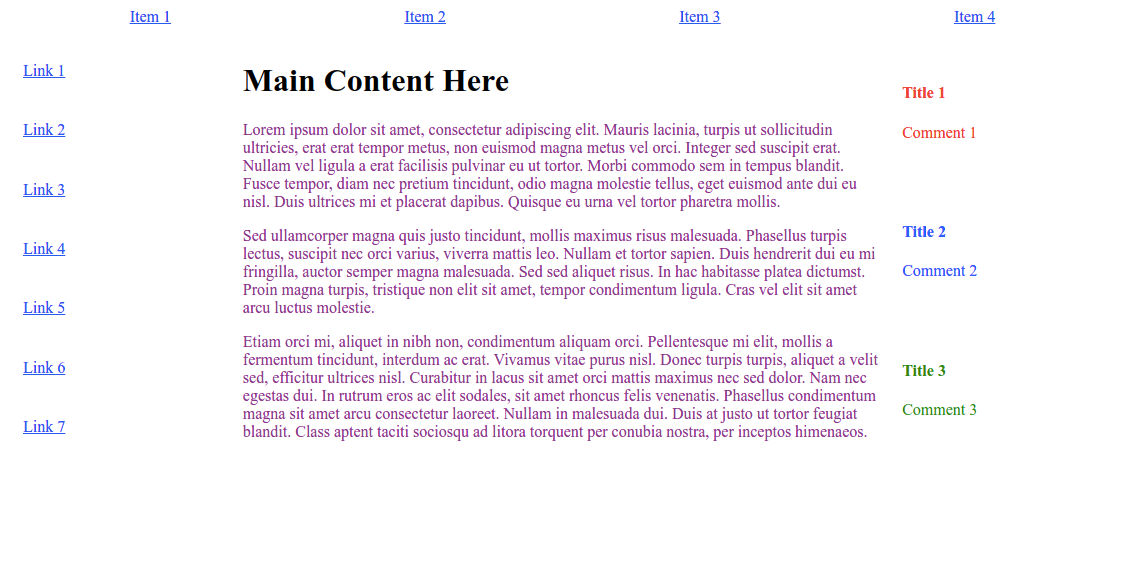 Item 1
Item 2
Item 3
Item 4
Link 1
Link 2
Link 3
Link 4
Link 5
Link 6
Link 7
Main Content Here
Lorem ipsum dolor sit amet, consectetur adipiscing elit. Mauris lacinia, turpis ut sollicitudin
ultricies, erat erat tempor metus, non euismod magna metus vel orci. Integer sed suscipit erat.
Nullam vel ligula a erat facilisis pulvinar eu ut tortor. Morbi commodo sem in tempus blandit.
Fusce tempor, diam nec pretium tincidunt, odio magna molestie tellus, eget euismod ante dui eu
nisl. Duis ultrices mi et placerat dapibus. Quisque eu urna vel tortor pharetra mollis.
Sed ullamcorper magna quis justo tincidunt, mollis maximus risus malesuada. Phasellus turpis
lectus, suscipit nec orci varius, viverra mattis leo. Nullam et tortor sapien. Duis hendrerit dui eu mi
fringilla, auctor semper magna malesuada. Sed sed aliquet risus. In hac habitasse platea dictumst.
Proin magna turpis, tristique non elit sit amet, tempor condimentum ligula. Cras vel elit sit amet
arcu luctus molestie.
Etiam orci mi, aliquet in nibh non, condimentum aliquam orci. Pellentesque mi elit, mollis a
fermentum tincidunt, interdum ac erat. Vivamus vitae purus nisl. Donec turpis turpis, aliquet a velit
sed, efficitur ultrices nisl. Curabitur in lacus sit amet orci mattis maximus nec sed dolor. Nam nec
egestas dui. In rutrum eros ac elit sodales, sit amet rhoncus felis venenatis. Phasellus condimentum
magna sit amet arcu consectetur laoreet. Nullam in malesuada dui. Duis at justo ut tortor feugiat
blandit. Class aptent taciti sociosqu ad litora torquent per conubia nostra, per inceptos himenaeos.
Title 1
Comment 1
Title 2
Comment 2
Title 3
Comment 3